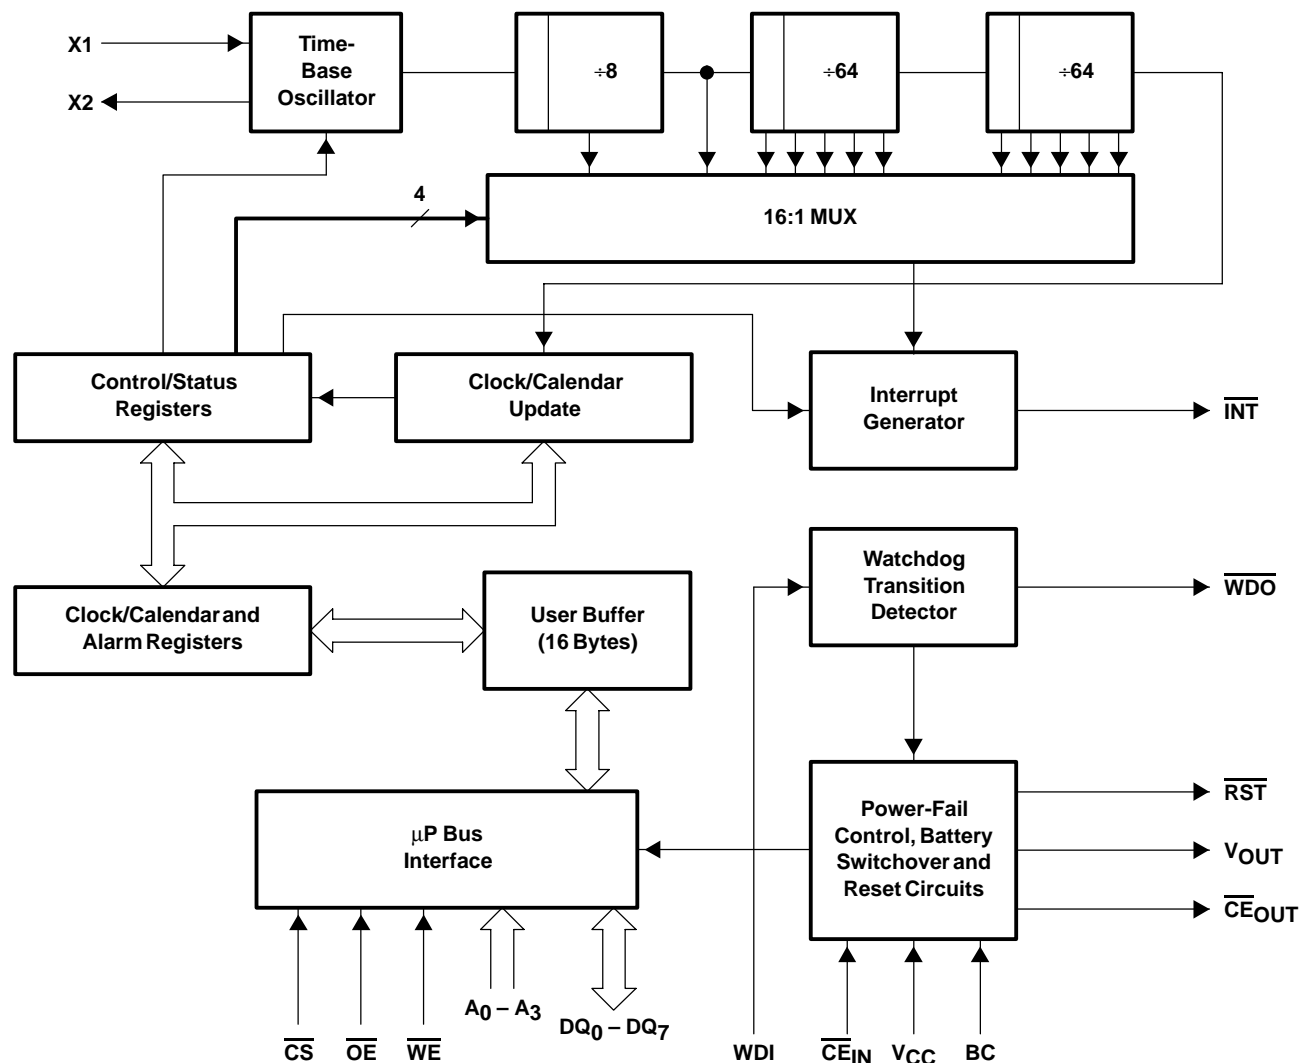 X1
X2
Time-
Base
Oscillator
÷8
÷64
÷64
4
16:1 MUX
Control/Status
Registers
Clock/Calendar
Update
Interrupt
Generator
INT
Clock/Calendar and
Alarm Registers
User Buffer
(16 Bytes)
Watchdog
Transition
Detector
WDO
μP Bus
Interface
Power-Fail
Control, Battery
Switchover and
Reset Circuits
RST
VOUT
CEOUT
A0 – A3
DQ0 – DQ7
CS
OE
WE
WDI
CEIN
VCC
BC